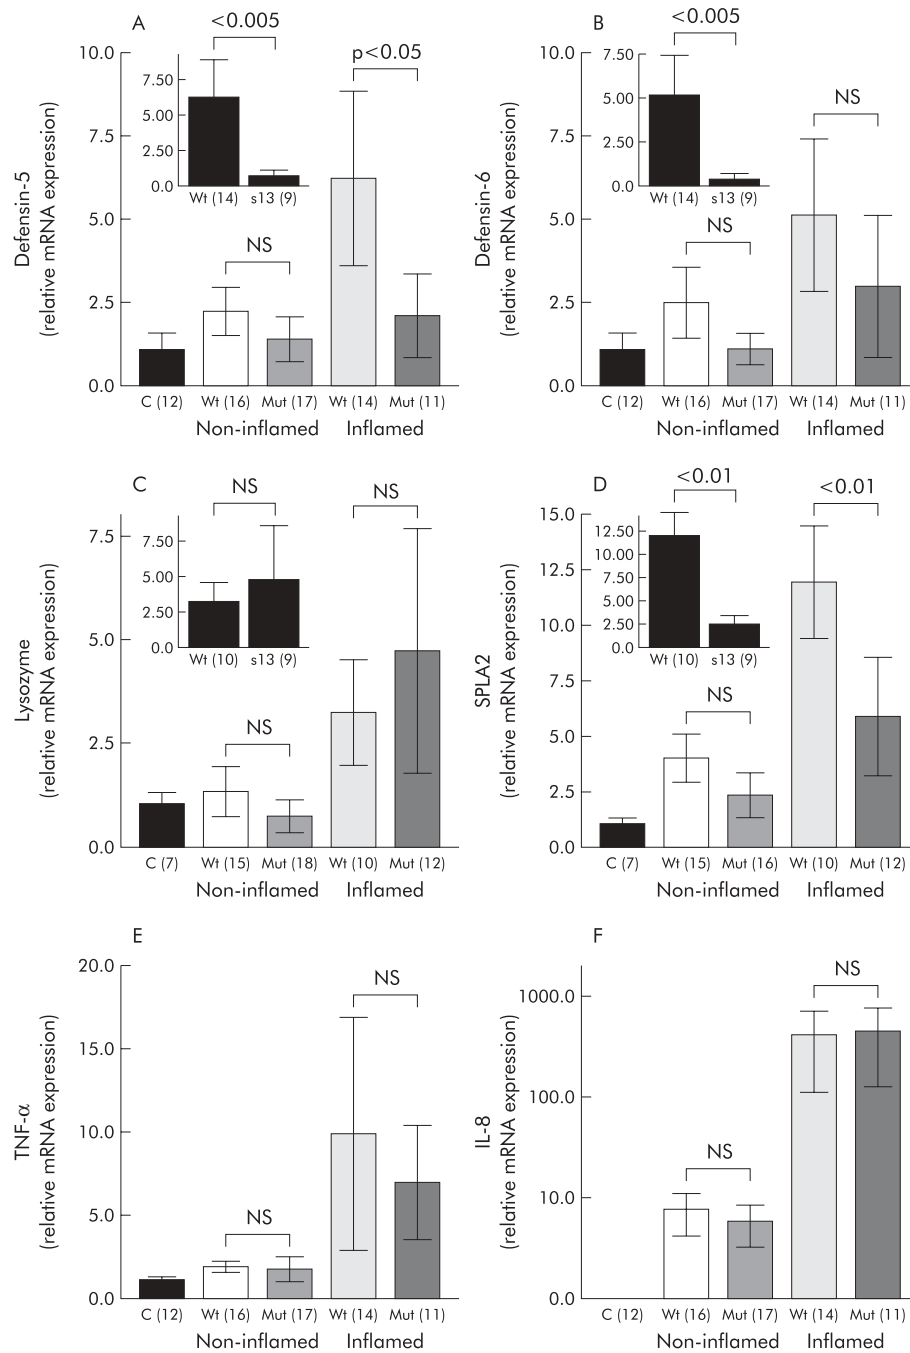 A
<0.005
p<0.05
10.0
7.5
5.0
2.5
0.0
Defensin-5
(relative mRNA expression)
7.50
5.00
2.50
0.0
Wt (14) s13 (9)
NS
C (12) Wt (16) Mut (17) Wt (14) Mut (11)
Non-inflamed Inflamed
B
<0.005
NS
10.0
7.5
5.0
2.5
0.0
Defensin-6
(relative mRNA expression)
7.50
5.00
2.50
0.0
Wt (14) s13 (9)
NS
C (12) Wt (16) Mut (17) Wt (14) Mut (11)
Non-inflamed Inflamed
C
NS
NS
7.5
5.0
2.5
0.0
Lysozyme
(relative mRNA expression)
7.50
5.00
2.50
0.0
Wt (10) s13 (9)
NS
C (7) Wt (15) Mut (18) Wt (10) Mut (12)
Non-inflamed Inflamed
D
<0.01
<0.01
15.0
12.5
10.0
7.5
5.0
2.5
0.0
SPLA2
(relative mRNA expression)
12.50
10.00
7.50
5.00
2.50
0.0
Wt (10) s13 (9)
NS
C (7) Wt (15) Mut (16) Wt (10) Mut (12)
Non-inflamed Inflamed
E
NS
20.0
15.0
10.0
5.0
0.0
TNF-α
(relative mRNA expression)
NS
C (12) Wt (16) Mut (17) Wt (14) Mut (11)
Non-inflamed Inflamed
F
NS
1000.0
100.0
10.0
0.0
IL-8
(relative mRNA expression)
NS
C (12) Wt (16) Mut (17) Wt (14) Mut (11)
Non-inflamed Inflamed